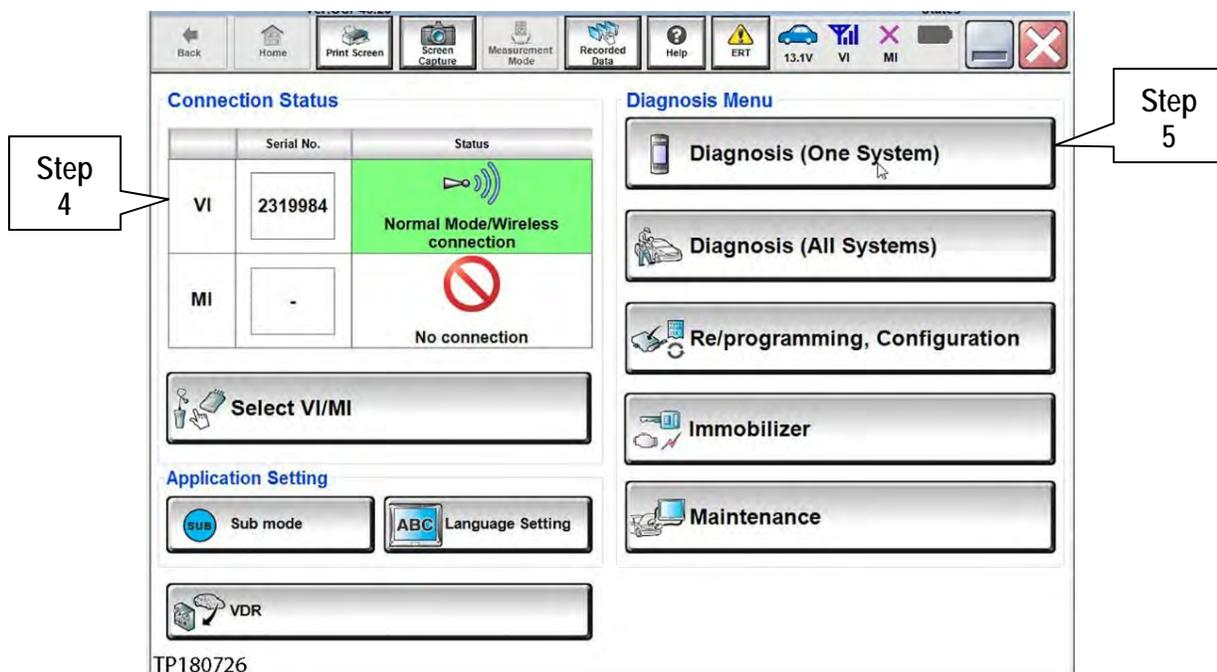 Back
Home
Print Screen
Screen
Capture
Measurement
Mode
Recorded
Data
Help
ERT
13.1V
VI
MI
Connection Status
Serial No.
Status
VI
2319984
Normal Mode/Wireless
connection
MI
-
No connection
Select VI/MI
Application Setting
SUB
Sub mode
ABC
Language Setting
VDR
TP180726
Diagnosis Menu
Diagnosis (One System)
Diagnosis (All Systems)
Re/programming, Configuration
Immobilizer
Maintenance
Step
4
Step
5